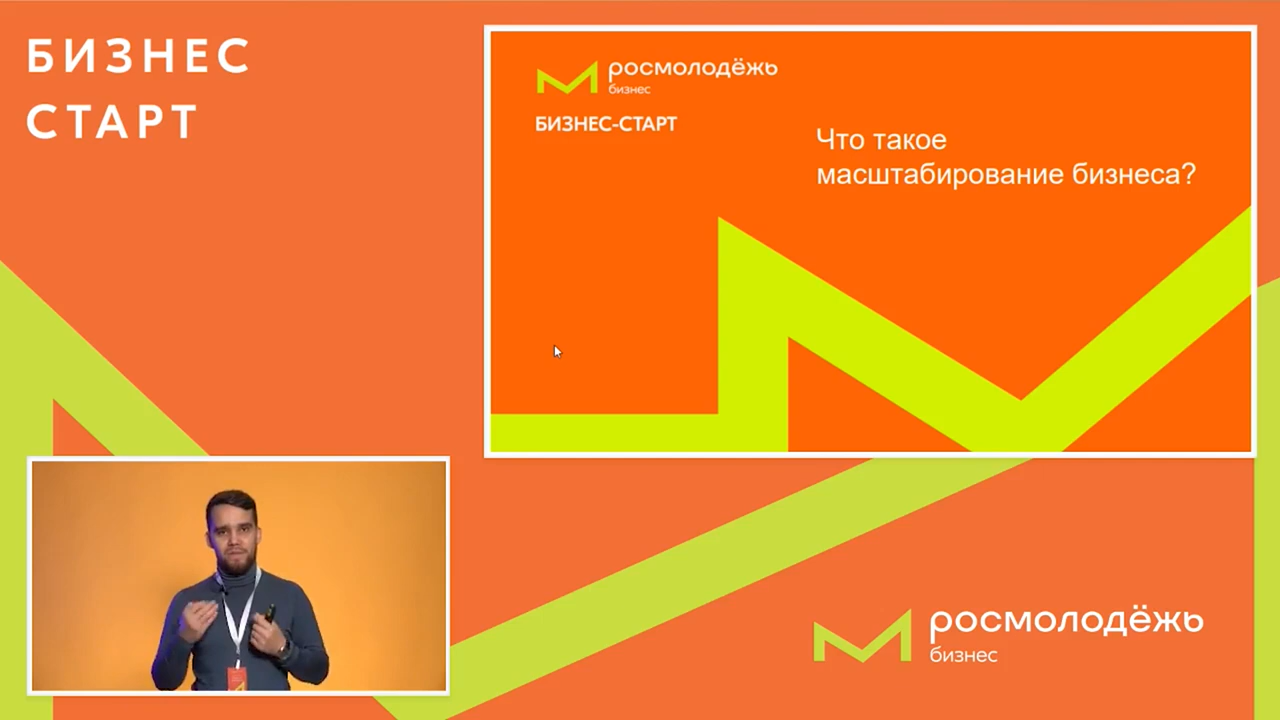 БИЗНЕС
СТАРТ
росмолодёжь
бизнес
БИЗНЕС-СТАРТ
Что такое
масштабирование бизнеса?
росмолодёжь
бизнес